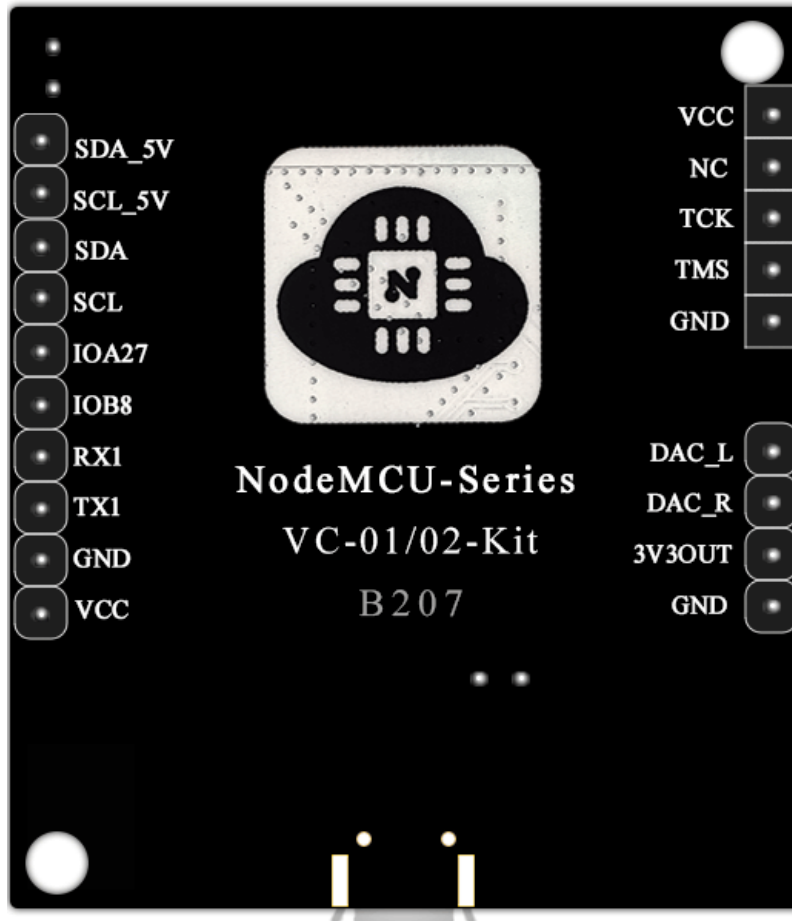 SDA_5V
SCL_5V
SDA
SCL
IOA27
IOB8
RX1
TX1
GND
VCC
N
NodeMCU-Series
VC-01/02-Kit
B207
VCC
NC
TCK
TMS
GND
DAC_L
DAC_R
3V3OUT
GND